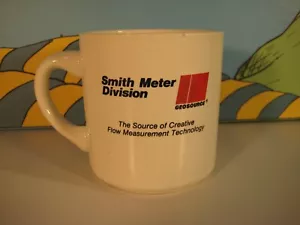 Smith Meter
Division
GEOSOURCE
The Source of Creative
Flow Measurement Technology